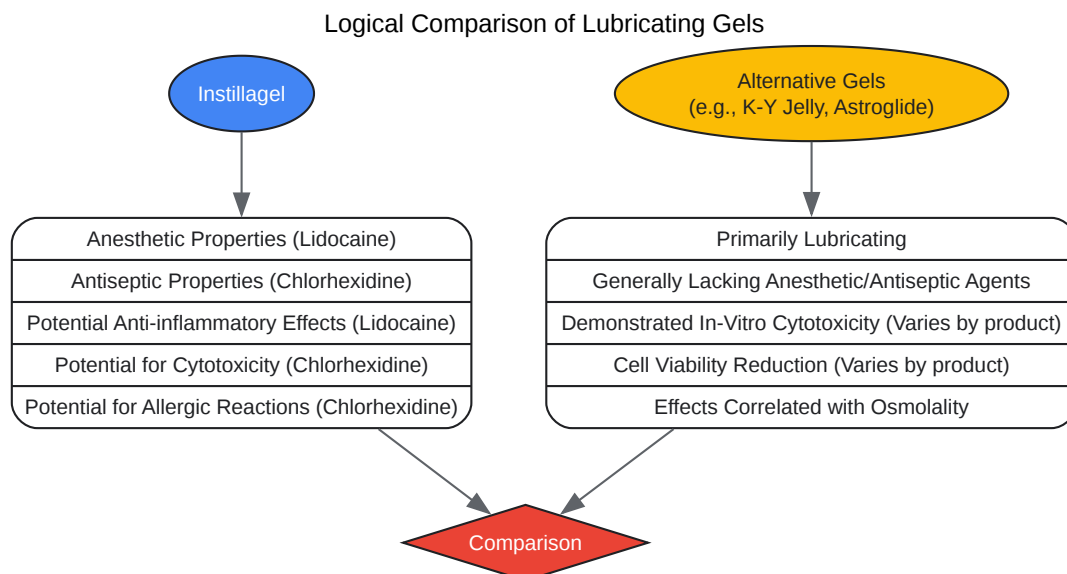 Logical Comparison of Lubricating Gels
Instillagel
Alternative Gels
(e.g., K-Y Jelly, Astroglide)
Anesthetic Properties (Lidocaine)
Antiseptic Properties (Chlorhexidine)
Potential Anti-inflammatory Effects (Lidocaine)
Potential for Cytotoxicity (Chlorhexidine)
Potential for Allergic Reactions (Chlorhexidine)
Primarily Lubricating
Generally Lacking Anesthetic/Antiseptic Agents
Demonstrated In-Vitro Cytotoxicity (Varies by product)
Cell Viability Reduction (Varies by product)
Effects Correlated with Osmolality
Comparison